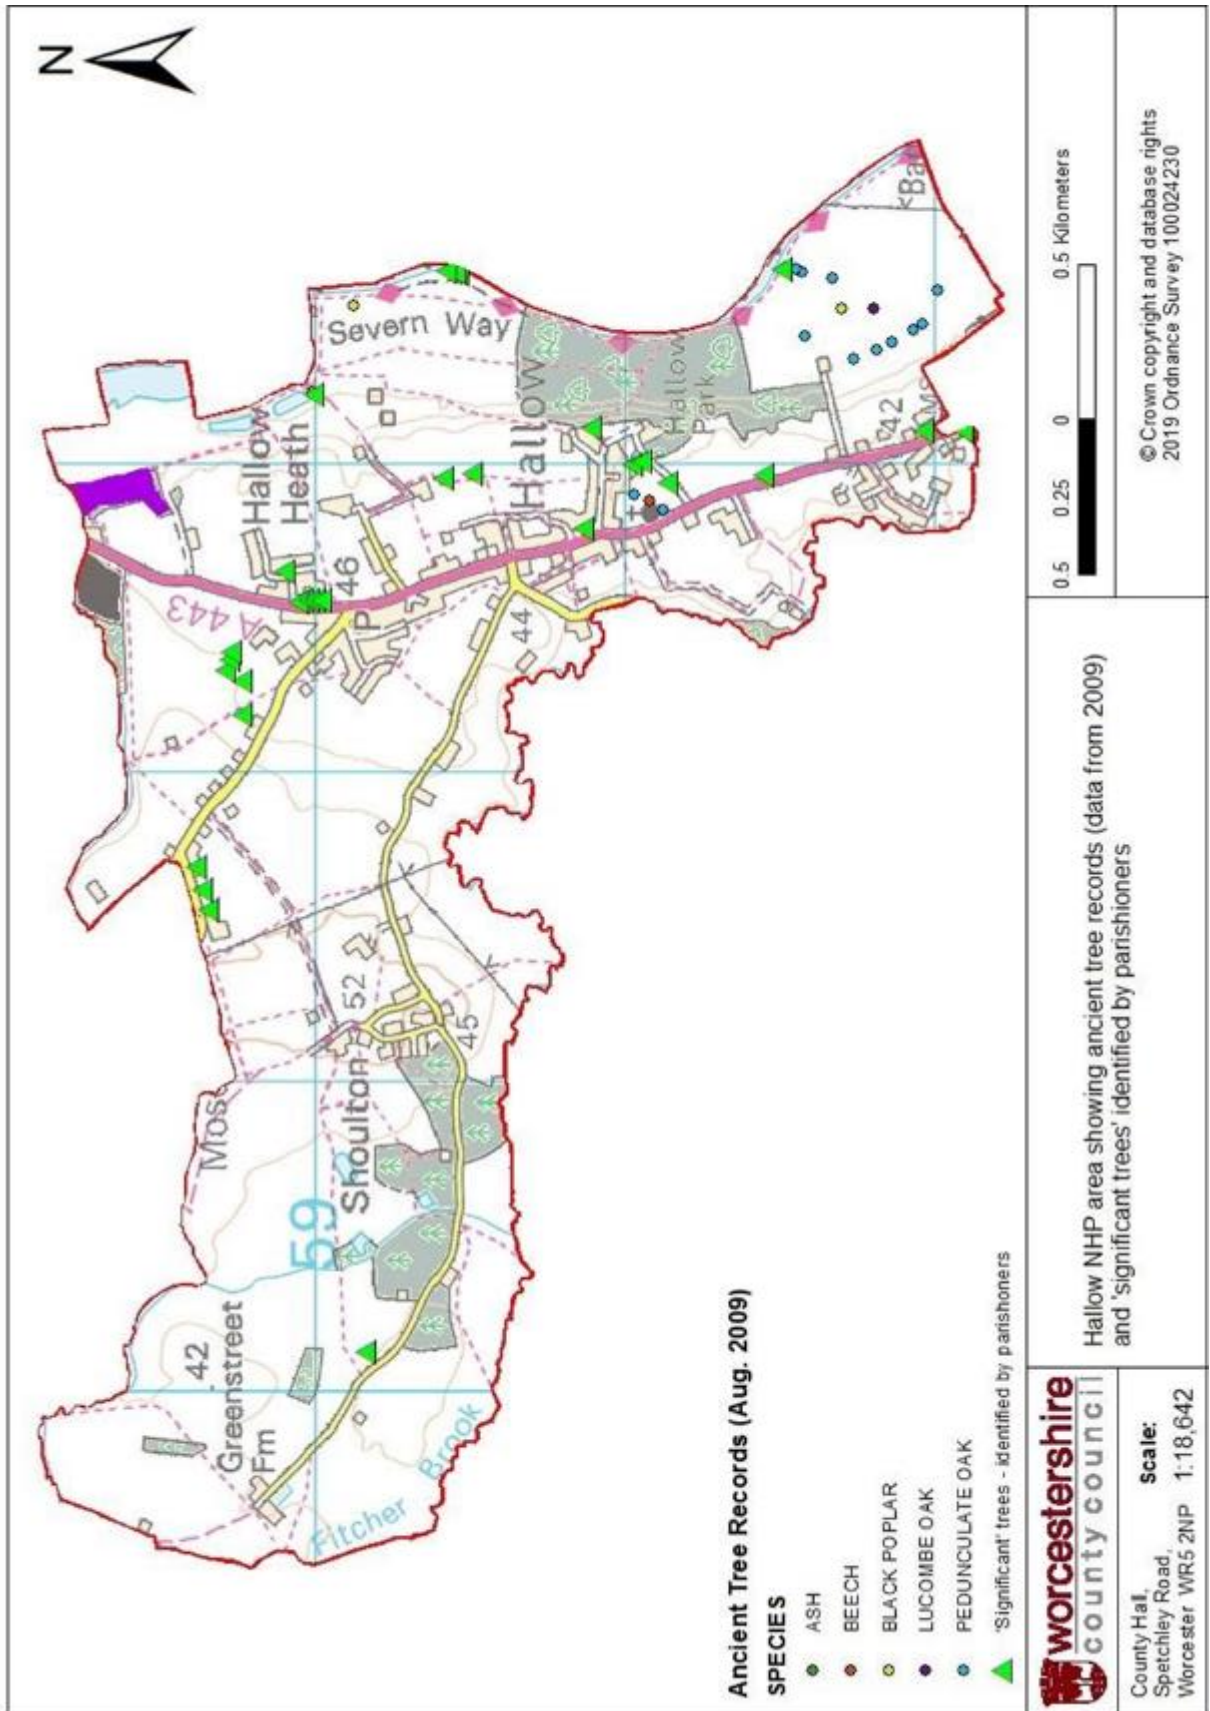 N
Mos
42
Greenstreet
Fm
59
Shoulton
52
45
Fitcher
Brook
A 443
Hallow
Heath
46
P
44
Severn Way
Hallow
Hallow
Park
42
Ba
Ancient Tree Records (Aug. 2009)
SPECIES
ASH
BEECH
BLACK POPLAR
LUCOMBE OAK
PEDUNCULATE OAK
'Significant' trees - identified by parishoners
worcestershire
county council
County Hall,
Spetchley Road,
Worcester WR5 2NP
Scale:
1:18,642
Hallow NHP area showing ancient tree records (data from 2009)
and 'significant trees' identified by parishioners
0.5 0.25 0 0.5 Kilometers
© Crown copyright and database rights
2019 Ordnance Survey 100024230